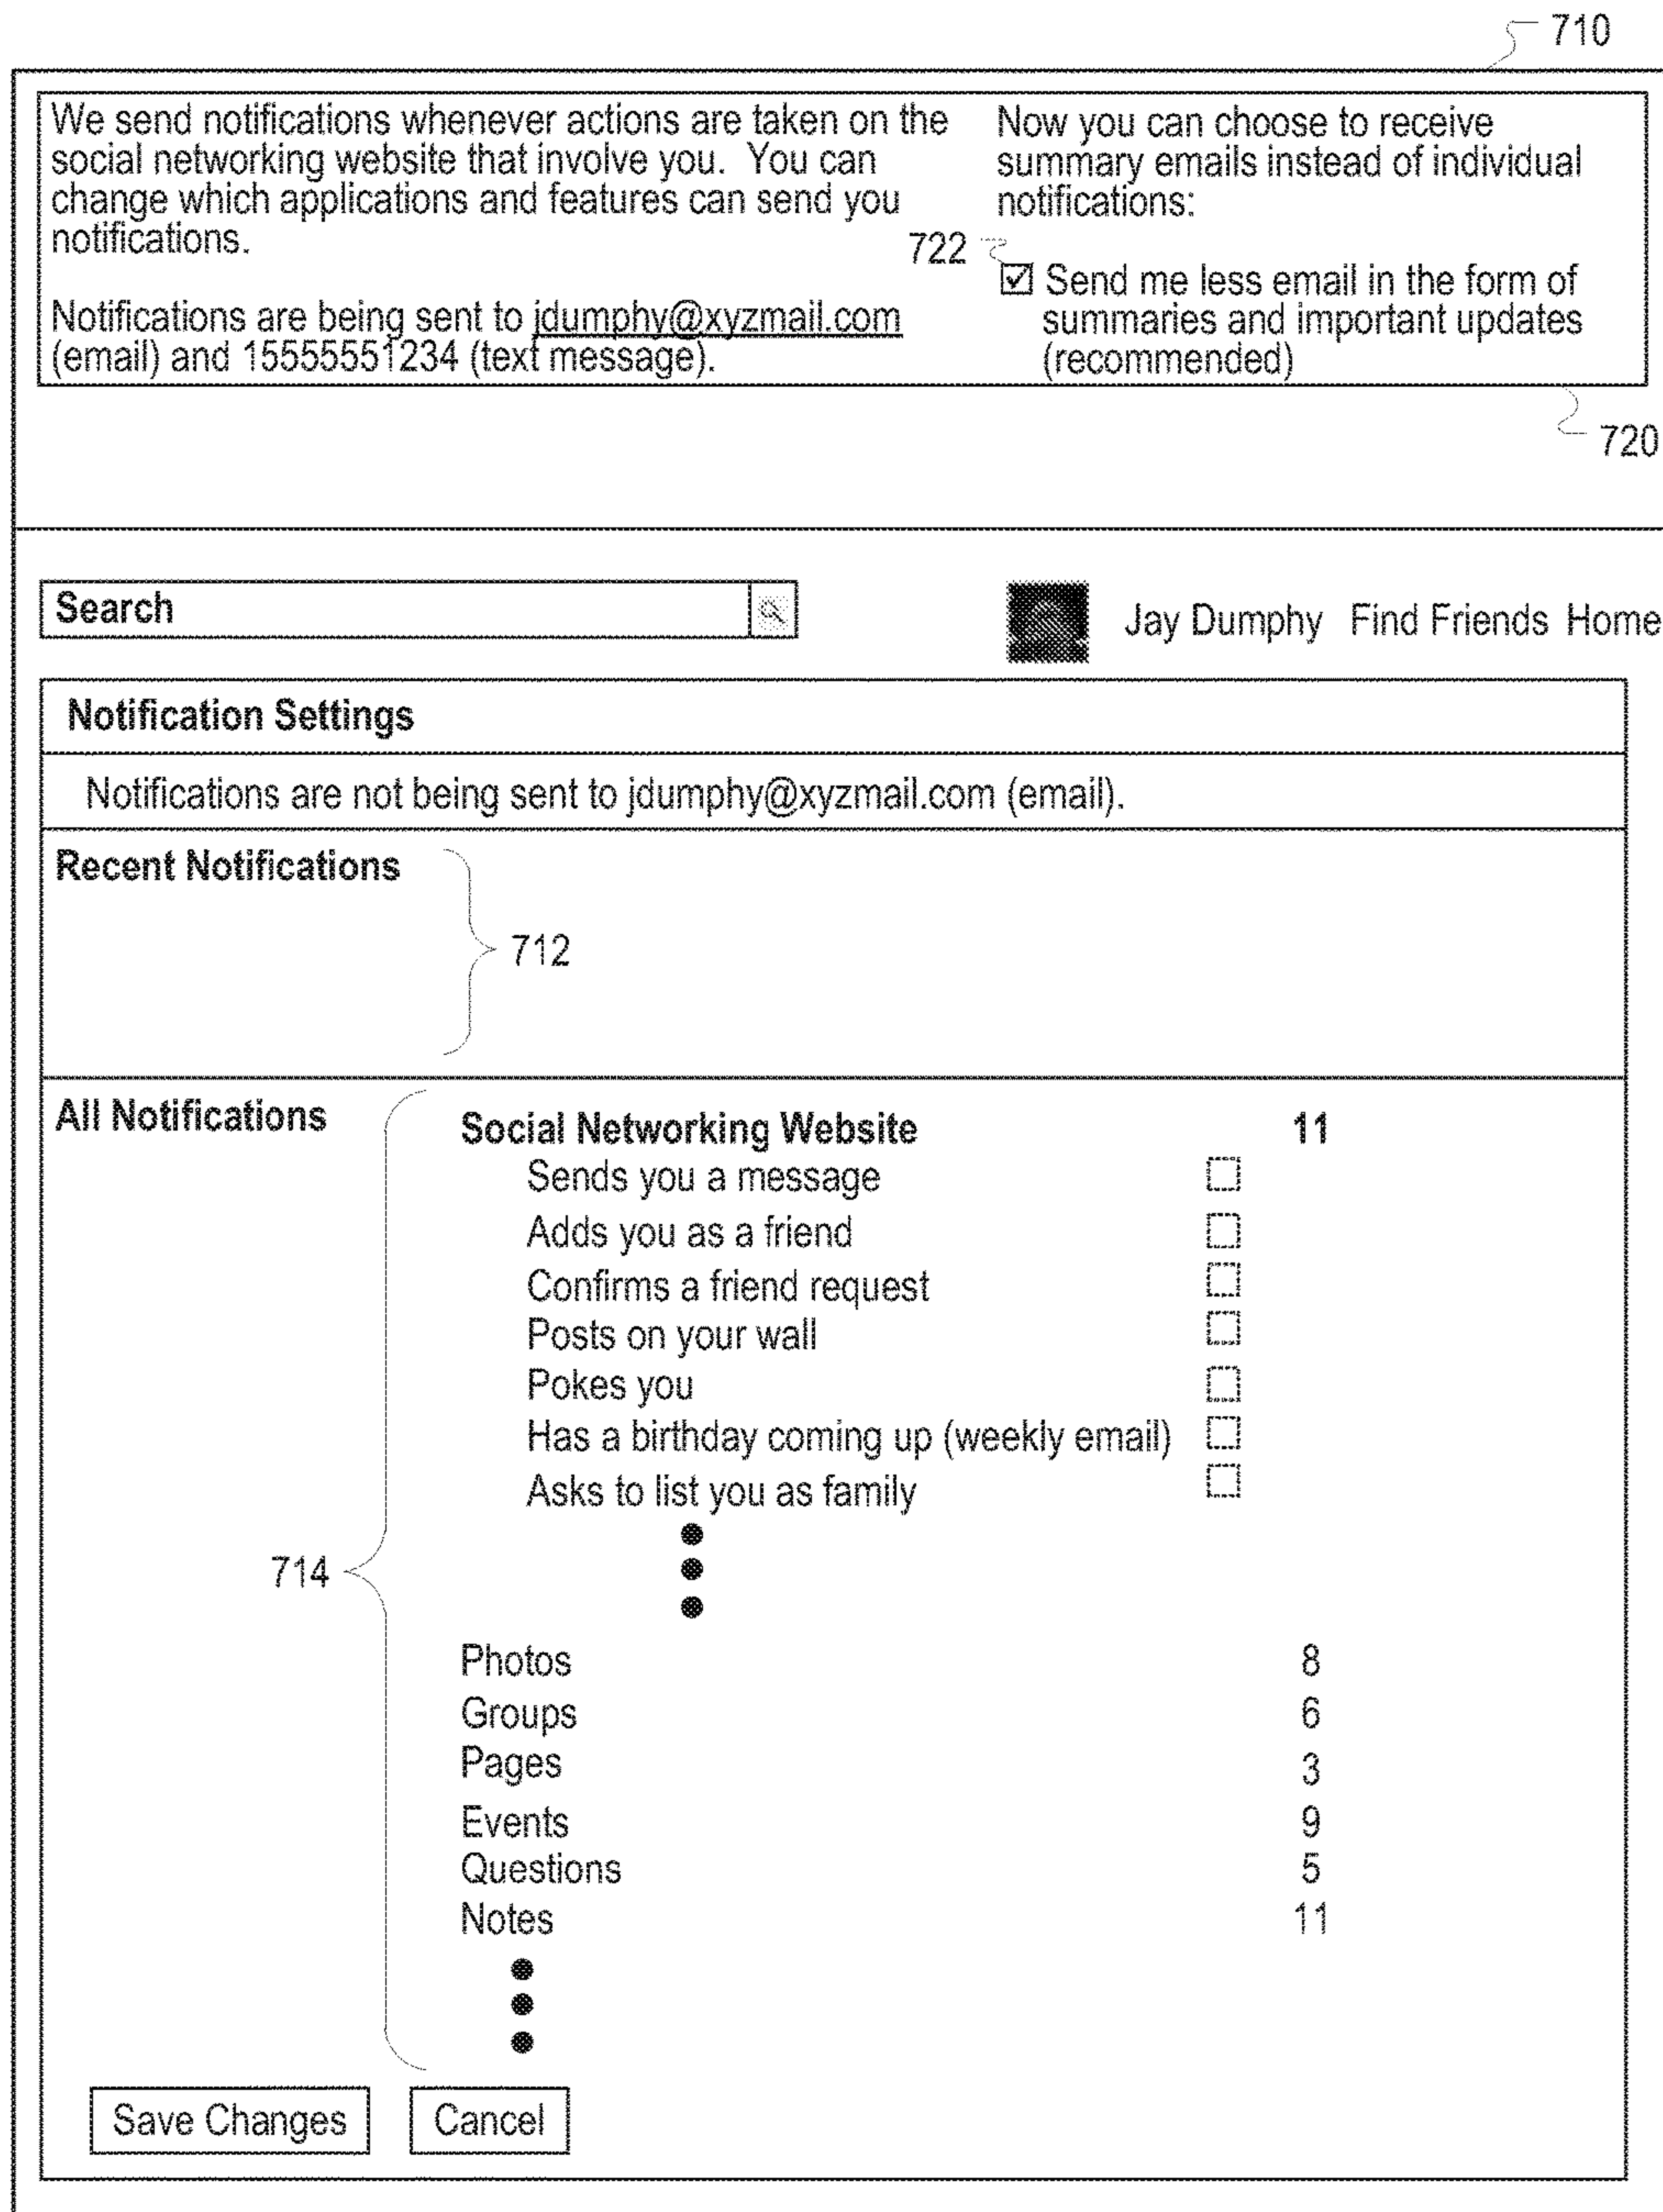 710
We send notifications whenever actions are taken on the
social networking website that involve you. You can
change which applications and features can send you
notifications.
Notifications are being sent to jdumphy@xyzmail.com
(email) and 15555551234 (text message).
Now you can choose to receive
summary emails instead of individual
notifications:
722
Send me less email in the form of
summaries and important updates
(recommended)
720
Search
Jay Dumphy Find Friends Home
Notification Settings
Notifications are not being sent to jdumphy@xyzmail.com (email).
Recent Notifications
712
All Notifications
714
Social Networking Website 11
Sends you a message
Adds you as a friend
Confirms a friend request
Posts on your wall
Pokes you
Has a birthday coming up (weekly email)
Asks to list you as family
Photos 8
Groups 6
Pages 3
Events 9
Questions 5
Notes 11
Save Changes Cancel